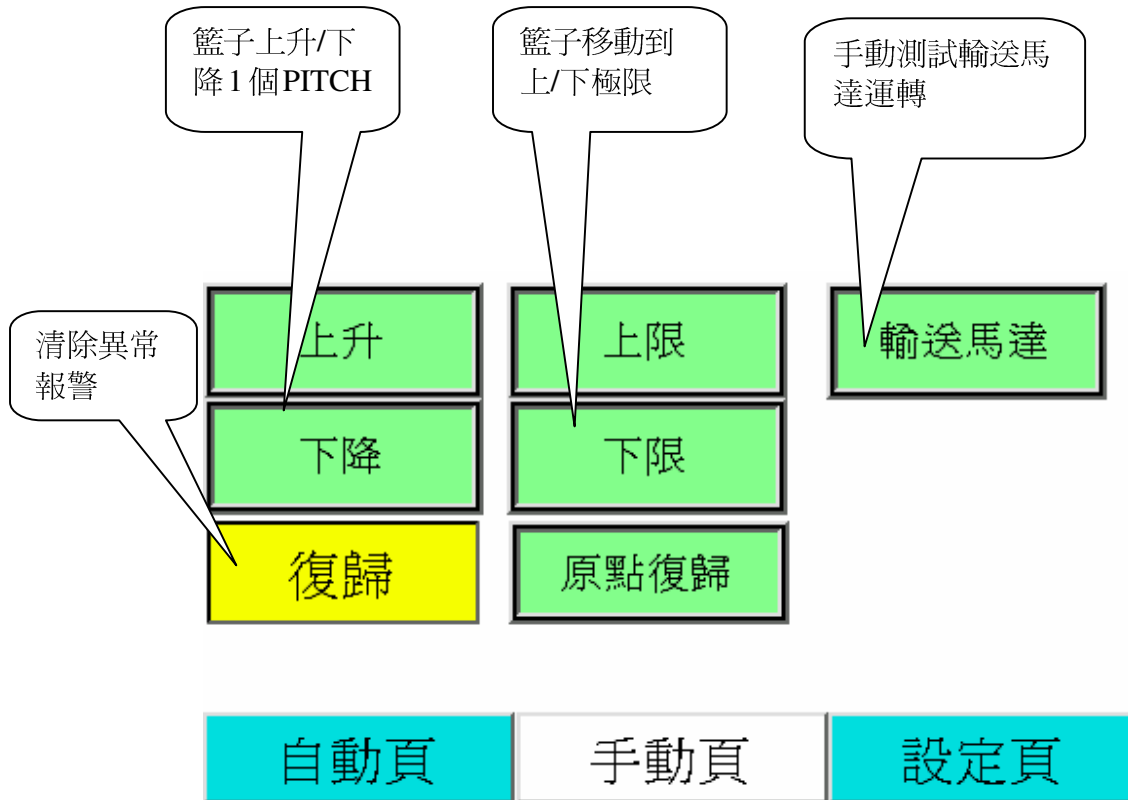 籃子上升/下
降1個PITCH
籃子移動到
上/下極限
手動測試輸送馬
達運轉
清除異常
報警
上升
上限
輸送馬達
下降
下限
復歸
原點復歸
自動頁
手動頁
設定頁